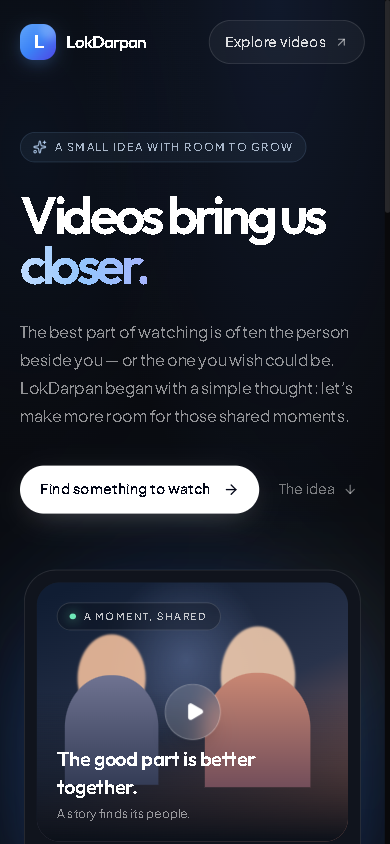 L LokDarpan Explore videos
A SMALL IDEA WITH ROOM TO GROW
Videos bring us
closer.
The best part of watching is often the person
beside you — or the one you wish could be.
LokDarpan began with a simple thought: let’s
make more room for those shared moments.
Find something to watch The idea
A MOMENT, SHARED
The good part is better
together.
A story finds its people.